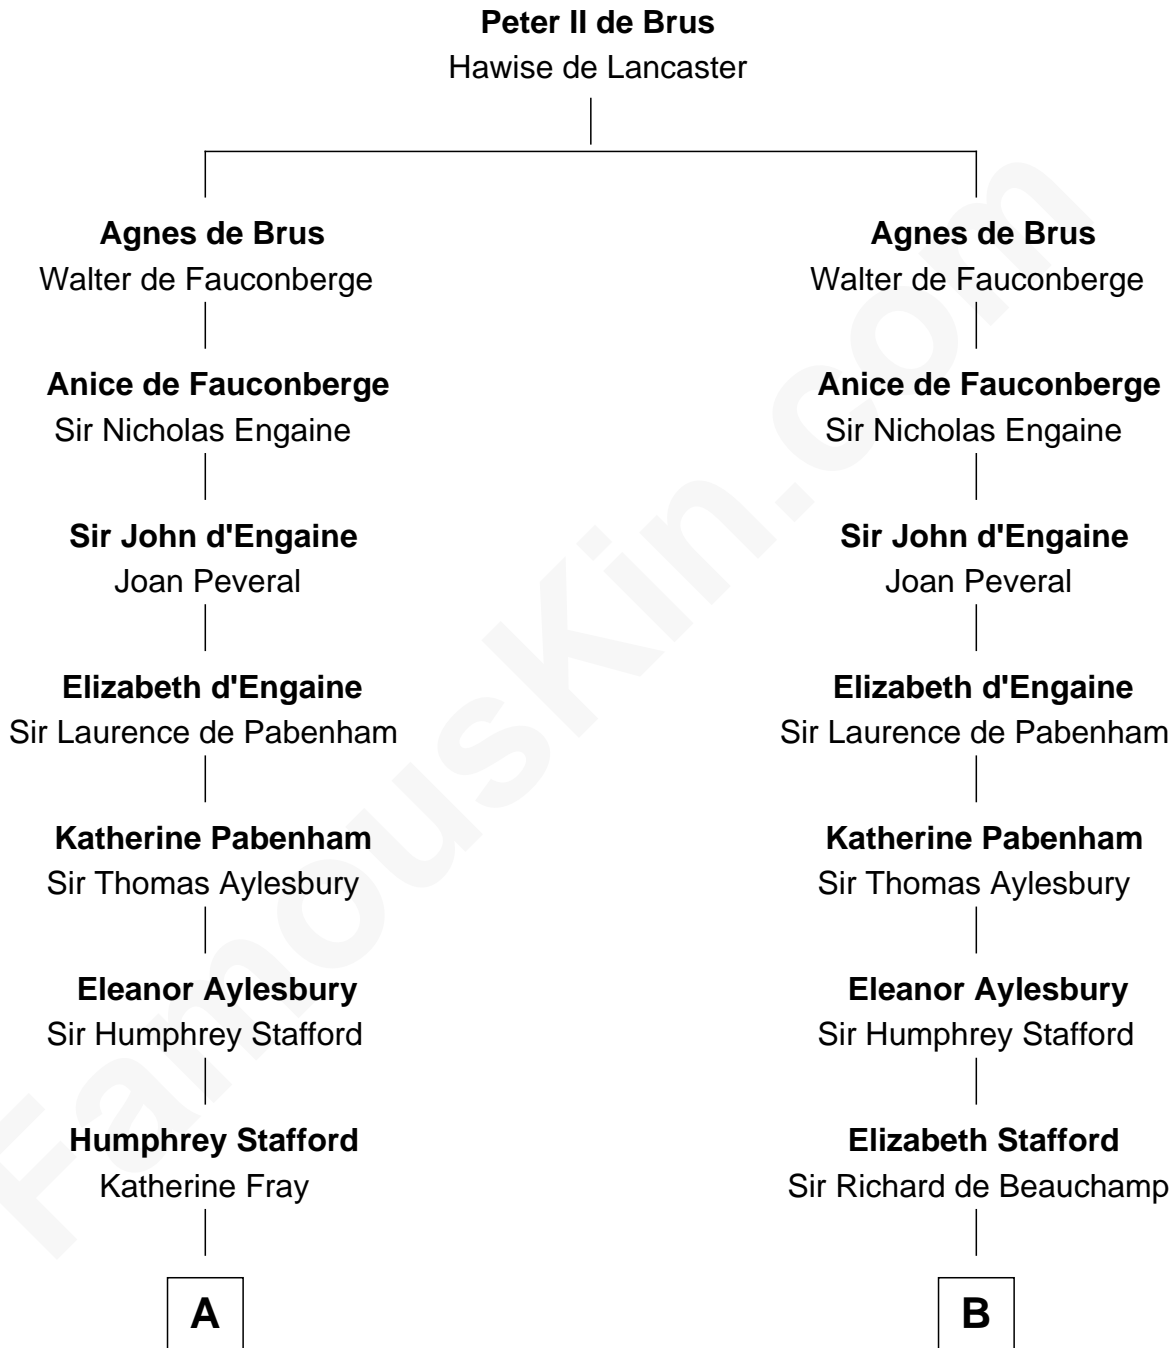 Peter II de Brus
Hawise de Lancaster
Agnes de Brus
Walter de Fauconberge
Anice de Fauconberge
Sir Nicholas Engaine
Sir John d'Engaine
Joan Peveral
Elizabeth d'Engaine
Sir Laurence de Pabenham
Katherine Pabenham
Sir Thomas Aylesbury
Eleanor Aylesbury
Sir Humphrey Stafford
Humphrey Stafford
Katherine Fray
A
Agnes de Brus
Walter de Fauconberge
Anice de Fauconberge
Sir Nicholas Engaine
Sir John d'Engaine
Joan Peveral
Elizabeth d'Engaine
Sir Laurence de Pabenham
Katherine Pabenham
Sir Thomas Aylesbury
Eleanor Aylesbury
Sir Humphrey Stafford
Elizabeth Stafford
Sir Richard de Beauchamp
B
FamousKin.com